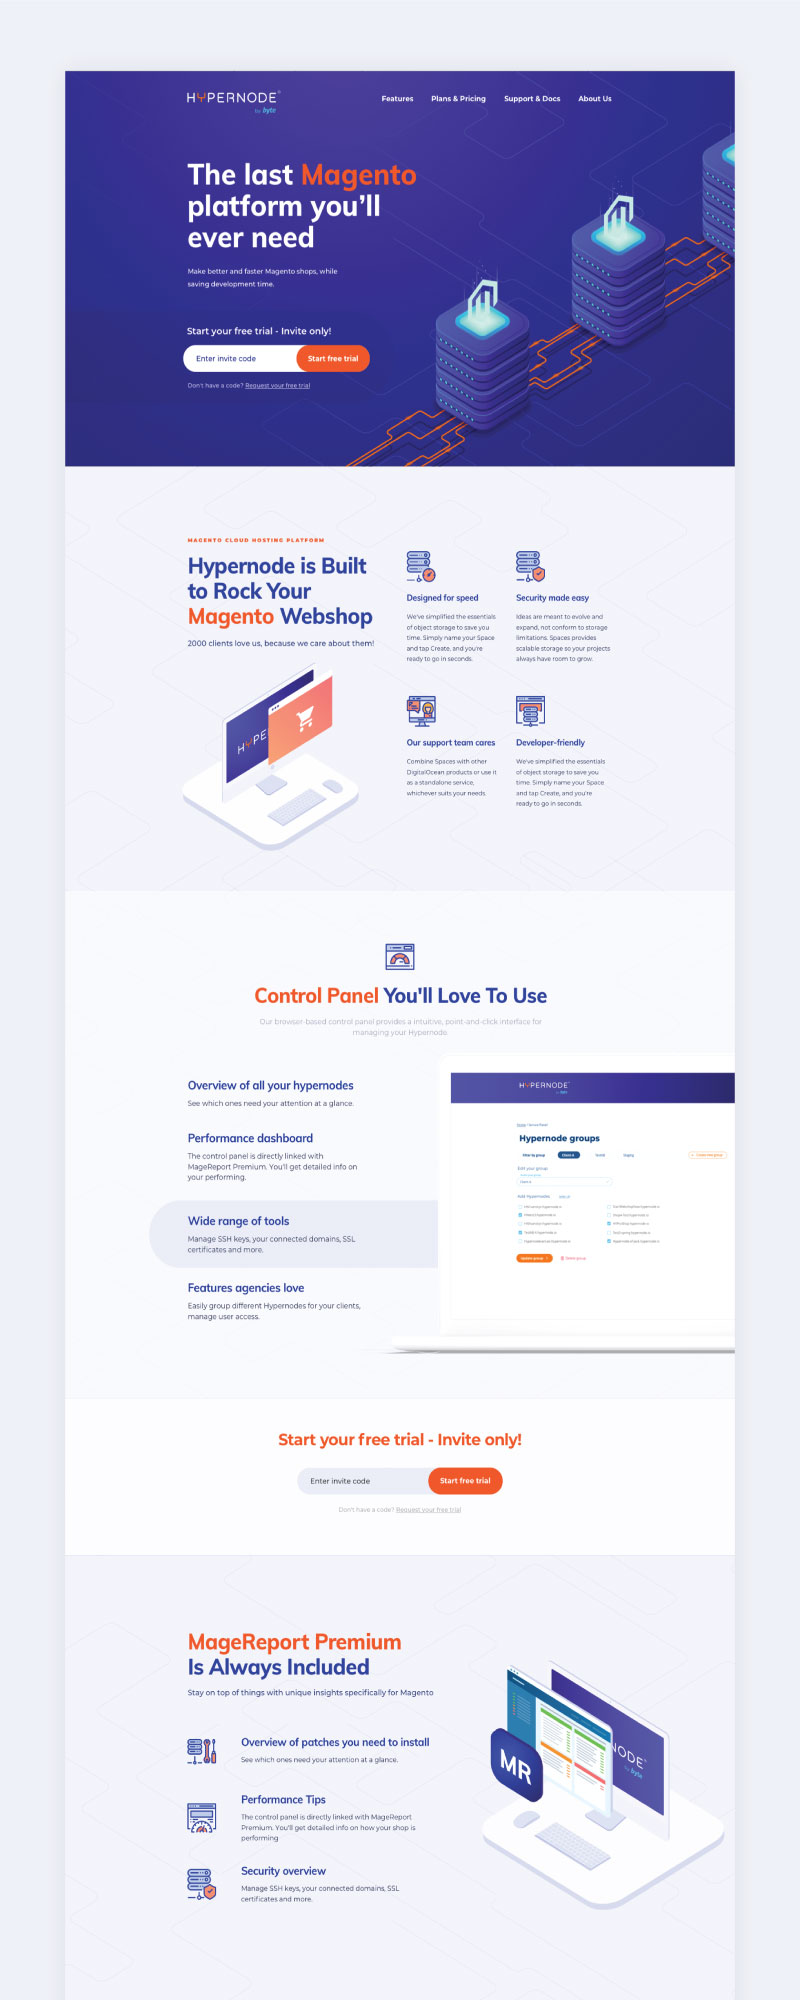 HYPERNODE
by byte
Features
Plans & Pricing
Support & Docs
About Us
The last Magento
platform you'll
ever need
Make better and faster Magento shops, while
saving development time.
Start your free trial - Invite only!
Enter invite code
Start free trial
Don't have a code? Request your free trial
MAGENTO CLOUD HOSTING PLATFORM
Hypernode is Built
to Rock Your
Magento Webshop
2000 clients love us, because we care about them!
HYPE
Designed for speed
We've simplified the essentials
of object storage to save you
time. Simply name your Space
and tap Create, and you're
ready to go in seconds.
Security made easy
Ideas are meant to evolve and
expand, not conform to storage
limitations. Spaces provides
scalable storage so your projects
always have room to grow.
Our support team cares
Combine Spaces with other
DigitalOcean products or use it
as a standalone service,
whichever suits your needs.
Developer-friendly
We've simplified the essentials
of object storage to save you
time. Simply name your Space
and tap Create, and you're
ready to go in seconds.
Control Panel You'll Love To Use
Our browser-based control panel provides a intuitive, point-and-click interface for
managing your Hypernode.
Overview of all your hypernodes
See which ones need your attention at a glance.
Performance dashboard
The control panel is directly linked with
MageReport Premium. You'll get detailed info on
your performing.
Wide range of tools
Manage SSH keys, your connected domains, SSL
certificates and more.
Features agencies love
Easily group different Hypernodes for your clients,
manage user access.
HYPERNODE
by byte
Hypernode groups
Filter by group
Edit your group
Add Hypernodes
Update group
Delete group
Start your free trial - Invite only!
Enter invite code
Start free trial
Don't have a code? Request your free trial
MageReport Premium
Is Always Included
Stay on top of things with unique insights specifically for Magento
Overview of patches you need to install
See which ones need your attention at a glance.
Performance Tips
The control panel is directly linked with MageReport
Premium. You'll get detailed info on how your shop is
performing
Security overview
Manage SSH keys, your connected domains, SSL
certificates and more.
NODE
by byte
MR